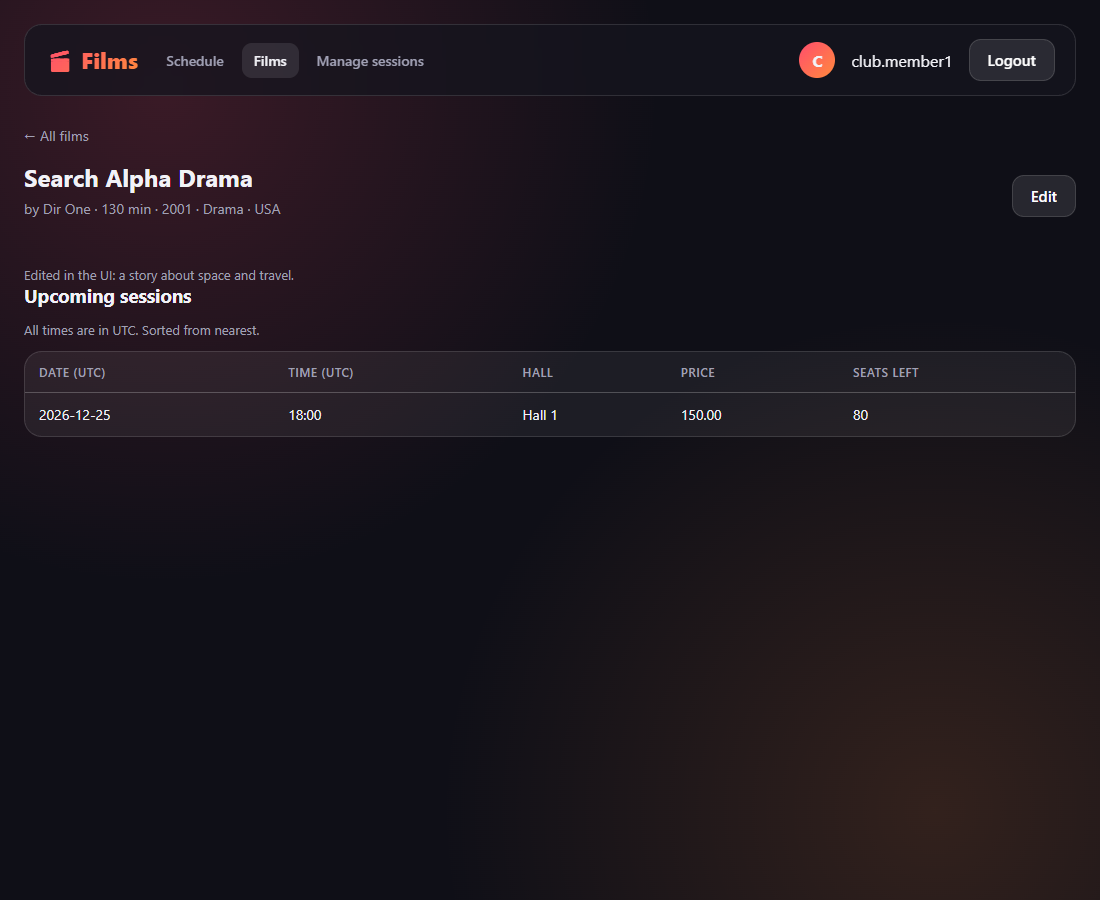 Films Schedule Films Manage sessions C club.member1 Logout
← All films
Search Alpha Drama
by Dir One · 130 min · 2001 · Drama · USA
Edit
Edited in the UI: a story about space and travel.
Upcoming sessions
All times are in UTC. Sorted from nearest.
DATE (UTC) TIME (UTC) HALL PRICE SEATS LEFT
2026-12-25 18:00 Hall 1 150.00 80